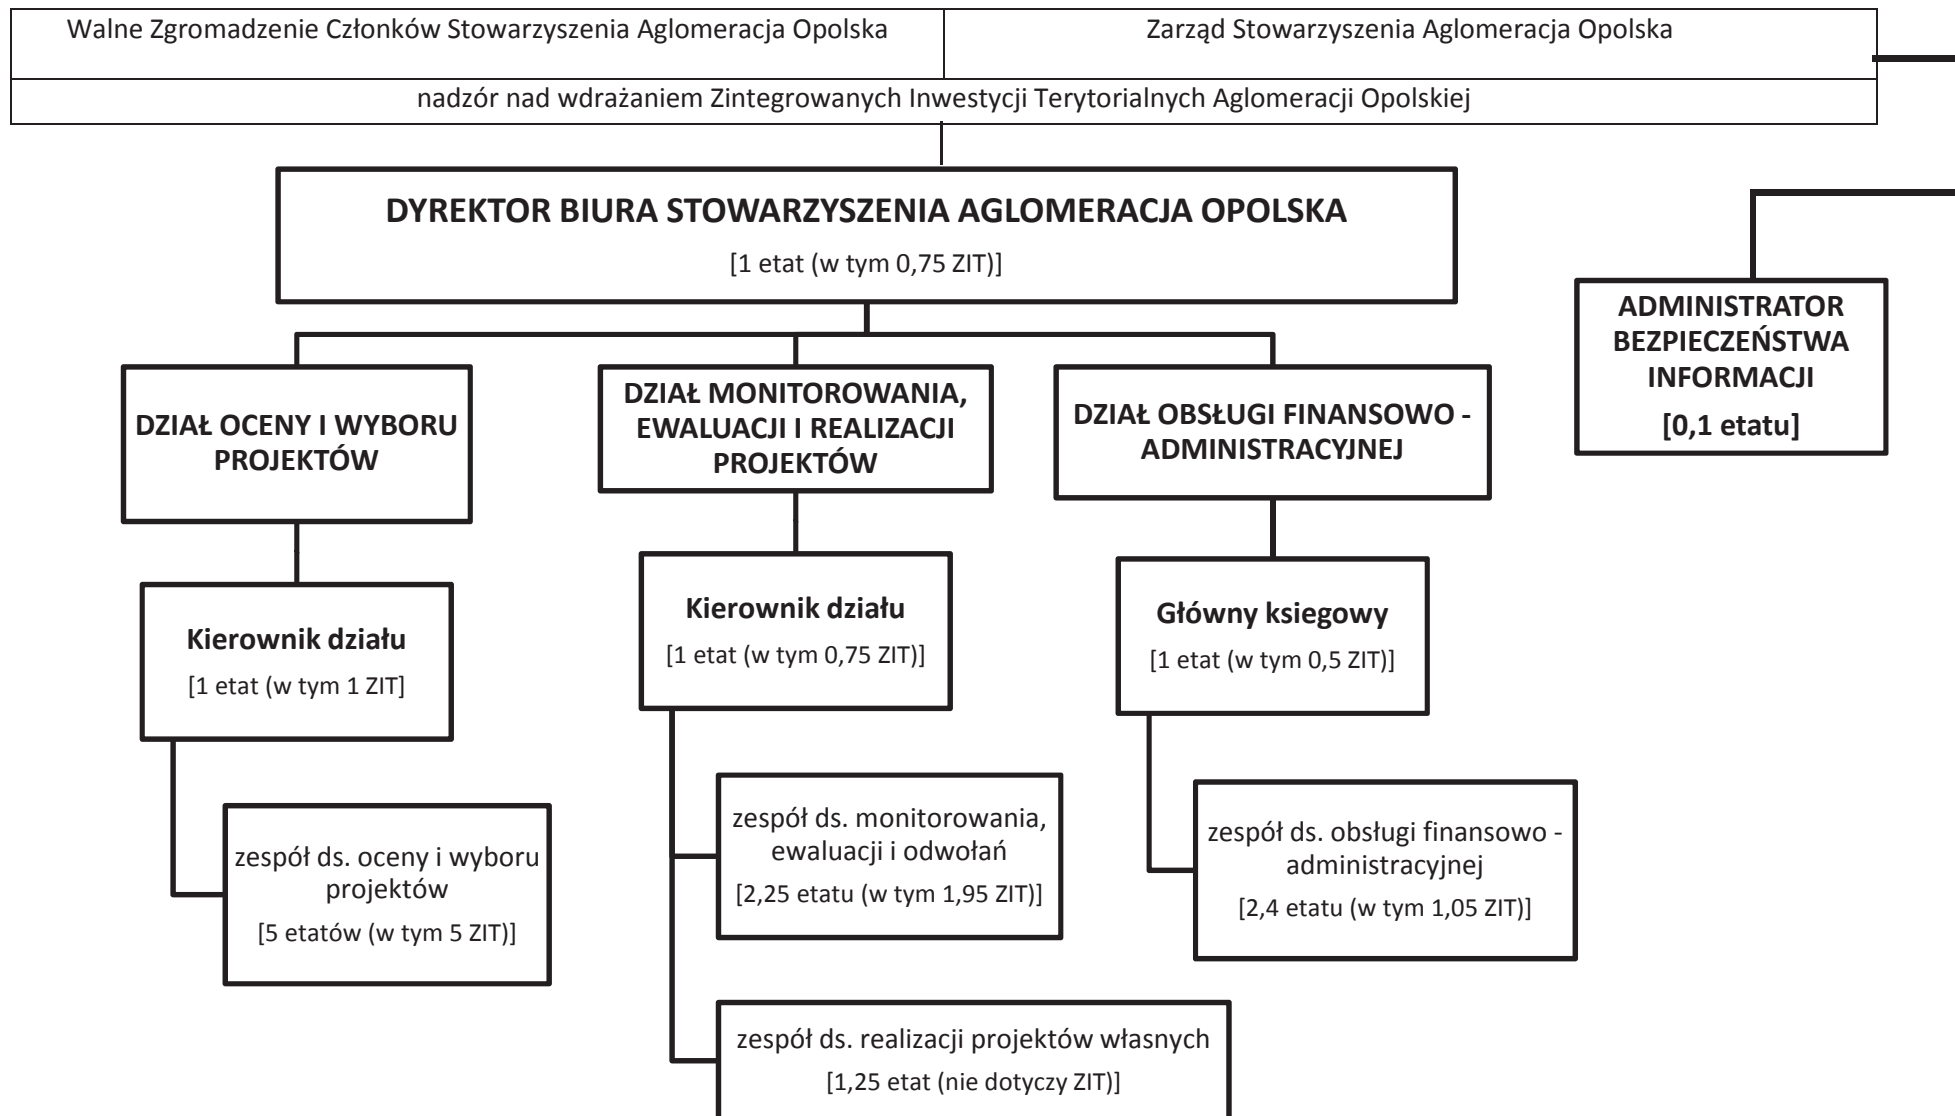 Walne Zgromadzenie Członków Stowarzyszenia Aglomeracja Opolska
Zarząd Stowarzyszenia Aglomeracja Opolska
nadzór nad wdrażaniem Zintegrowanych Inwestycji Terytorialnych Aglomeracji Opolskiej
DYREKTOR BIURA STOWARZYSZENIA AGLOMERACJA OPOLSKA
[1 etat (w tym 0,75 ZIT)]
ADMINISTRATOR
BEZPIECZEŃSTWA
INFORMACJI
[0,1 etatu]
DZIAŁ OCENY I WYBORU
PROJEKTÓW
DZIAŁ MONITOROWANIA,
EWALUACJI I REALIZACJI
PROJEKTÓW
DZIAŁ OBSŁUGI FINANSOWO -
ADMINISTRACYJNEJ
Kierownik działu
[1 etat (w tym 1 ZIT]
Kierownik działu
[1 etat (w tym 0,75 ZIT)]
Główny ksiegowy
[1 etat (w tym 0,5 ZIT)]
zespół ds. oceny i wyboru
projektów
[5 etatów (w tym 5 ZIT)]
zespół ds. monitorowania,
ewaluacji i odwołań
[2,25 etatu (w tym 1,95 ZIT)]
zespół ds. obsługi finansowo -
administracyjnej
[2,4 etatu (w tym 1,05 ZIT)]
zespół ds. realizacji projektów własnych
[1,25 etat (nie dotyczy ZIT)]